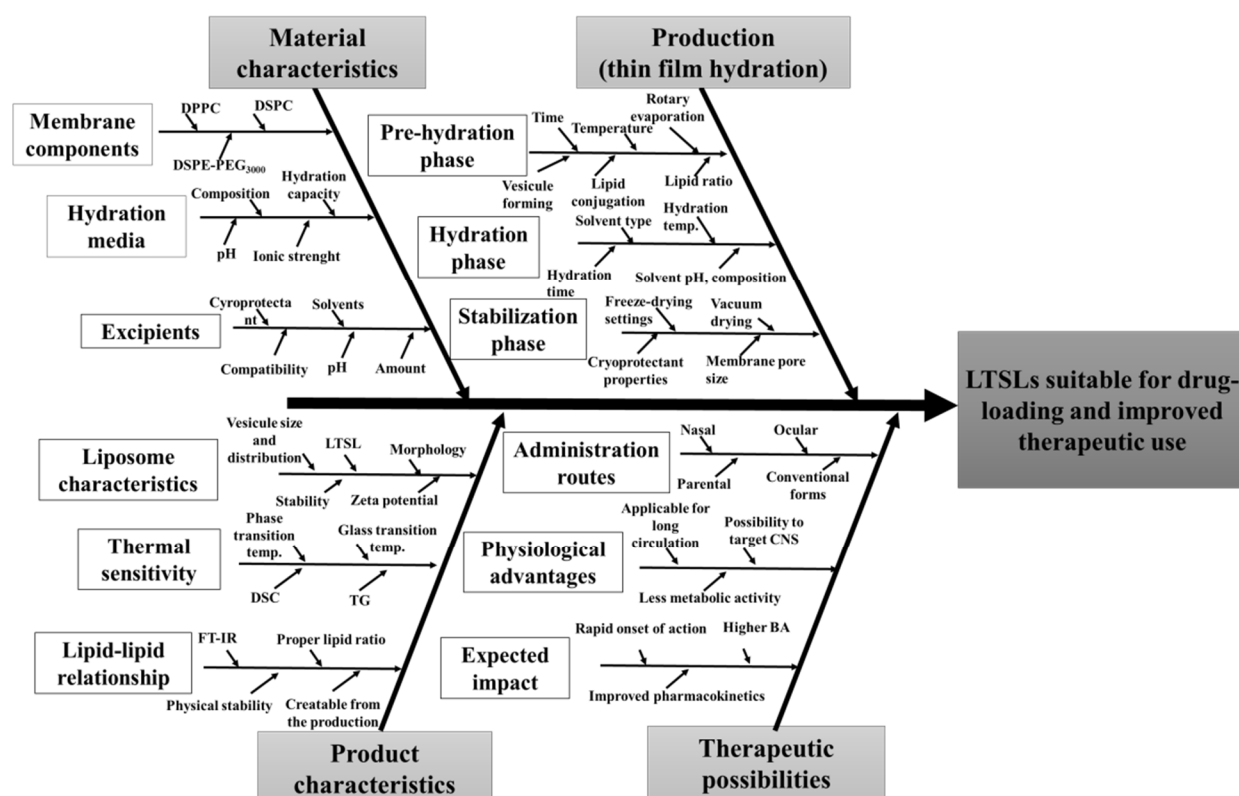 Material
characteristics
Production
(thin film hydration)
Membrane
components
DPPC
DSPC
DSPE-PEG3000
Hydration
media
Composition
Hydration
capacity
pH
Ionic strenght
Excipients
Cyroprotecta
nt
Solvents
Compatibility
pH
Amount
Pre-hydration
phase
Time
Temperature
Rotary
evaporation
Vesicule
forming
Lipid
conjugation
Lipid ratio
Hydration
phase
Solvent type
Hydration
temp.
Hydration
time
Solvent pH, composition
Stabilization
phase
Freeze-drying
settings
Vacuum
drying
Cryoprotectant
properties
Membrane pore
size
LTSLs suitable for drug-
loading and improved
therapeutic use
Liposome
characteristics
Vesicule size
and
distribution
LTSL
Morphology
Stability
Zeta potential
Thermal
sensitivity
Phase
transition
temp.
Glass transition
temp.
DSC
TG
Lipid-lipid
relationship
FT-IR
Proper lipid ratio
Physical stability
Creatable from
the production
Administration
routes
Nasal
Ocular
Parental
Conventional
forms
Physiological
advantages
Applicable for
long
circulation
Possibility to
target CNS
Less metabolic activity
Expected
impact
Rapid onset of action
Higher BA
Improved pharmacokinetics
Product
characteristics
Therapeutic
possibilities